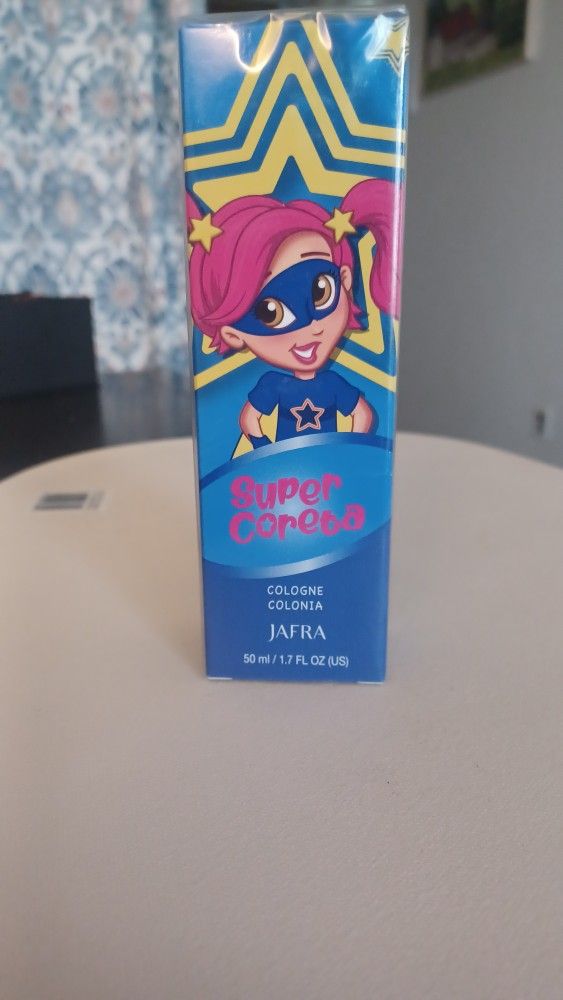 Super
Coreta
COLOGNE
COLONIA
JAFRA
50 ml / 1.7 FL OZ (US)